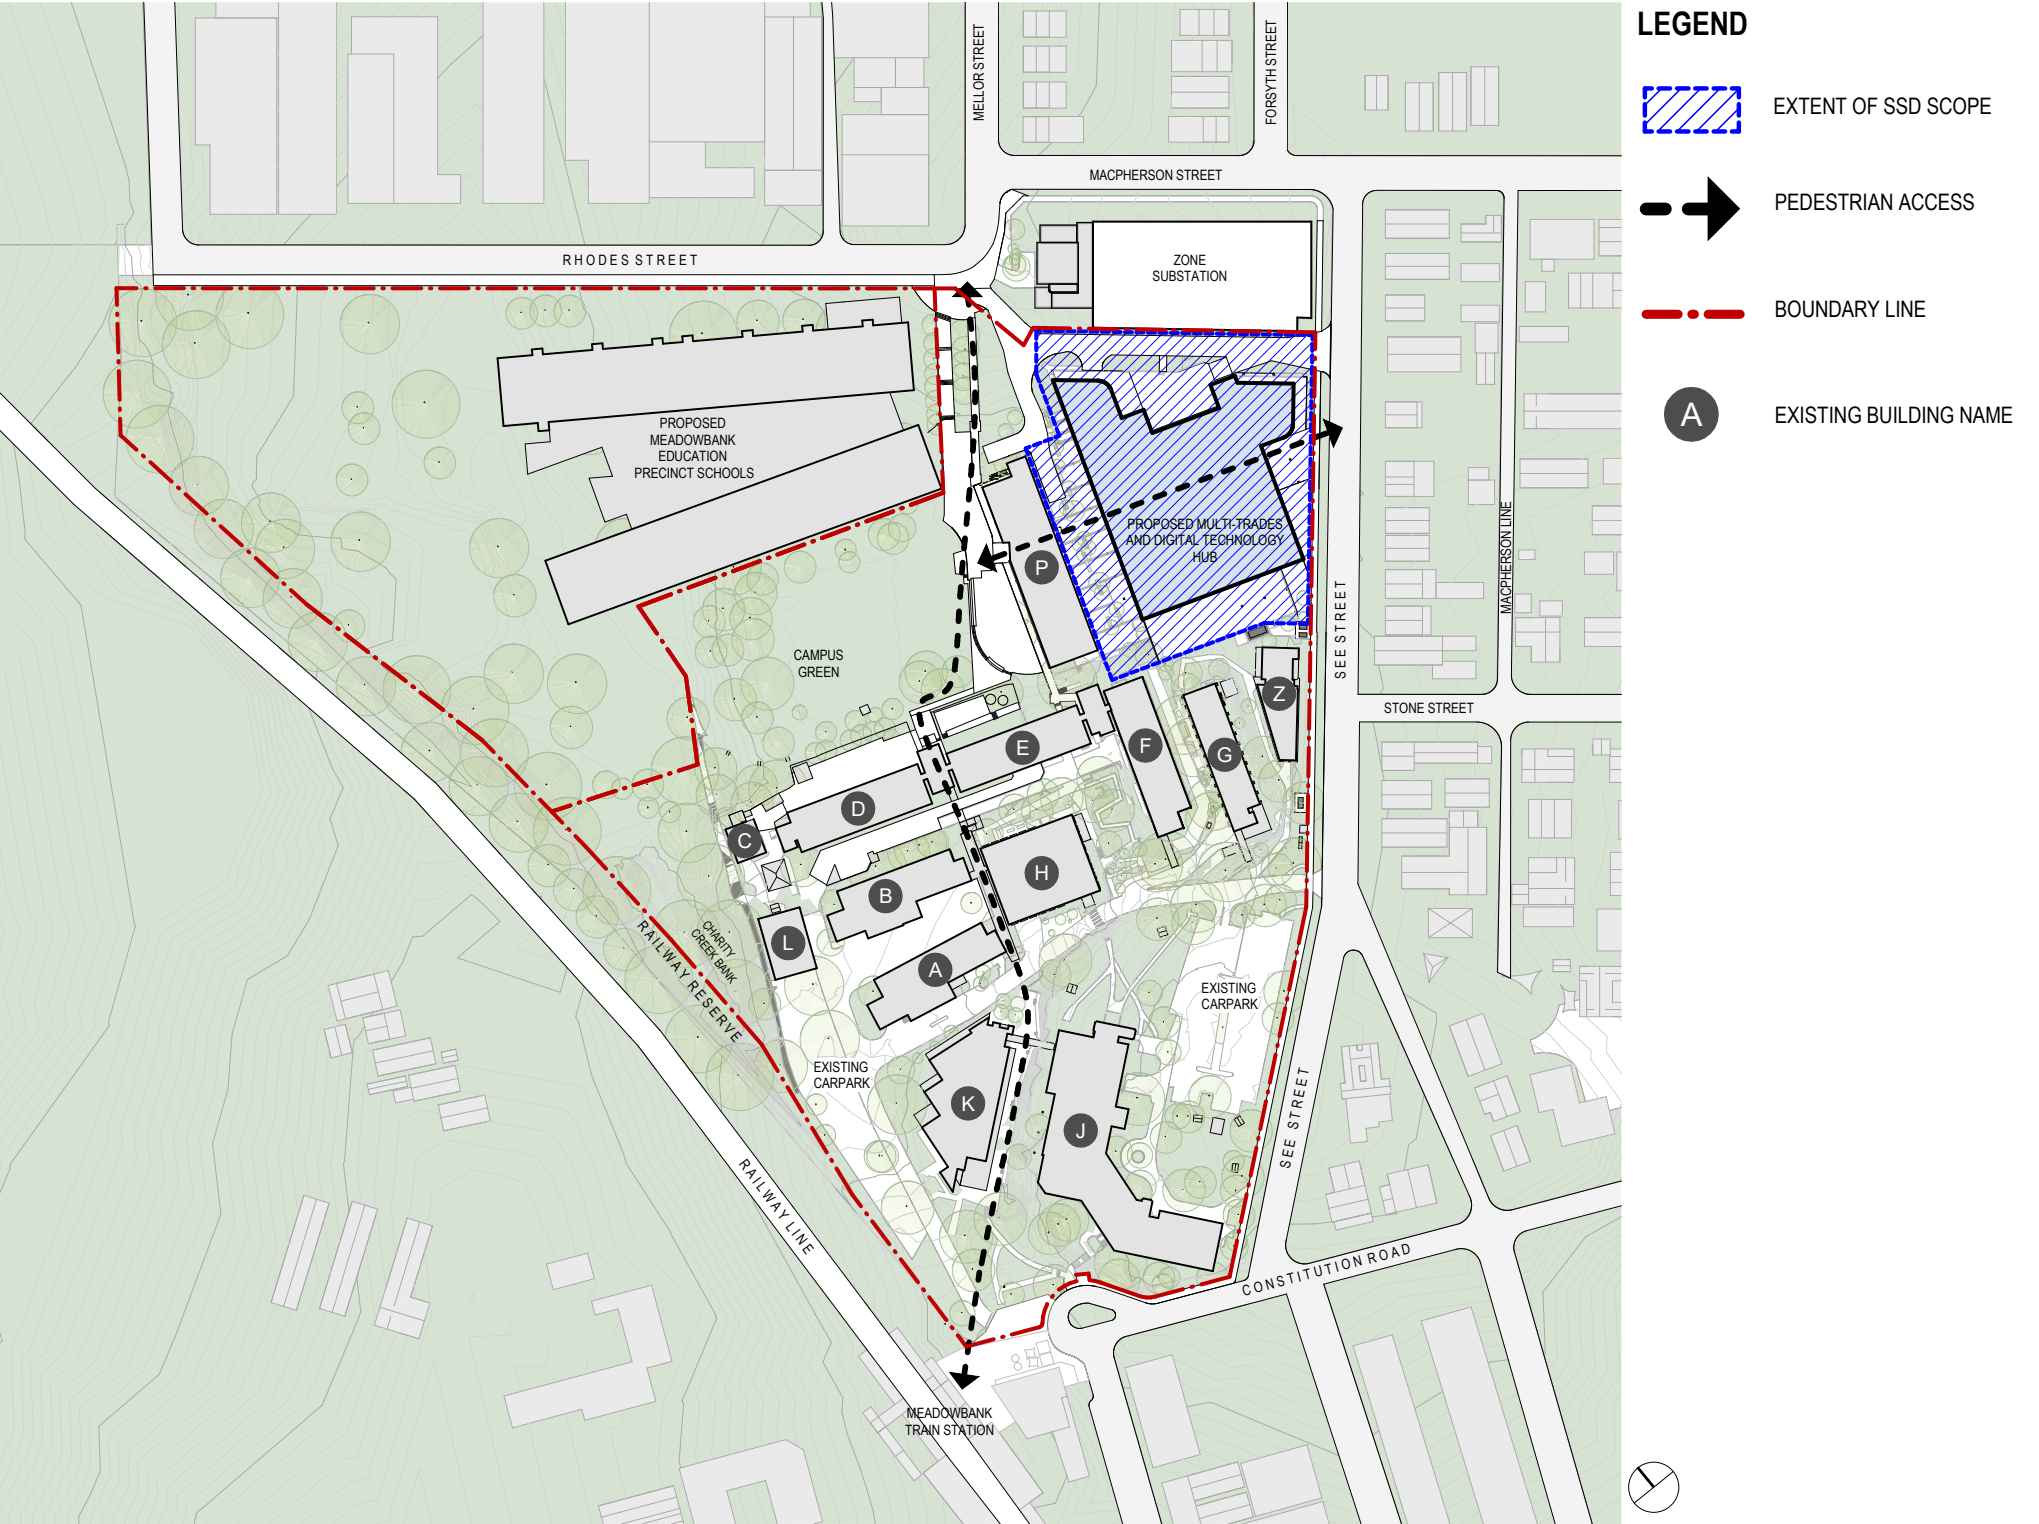 LEGEND
EXTENT OF SSD SCOPE
PEDESTRIAN ACCESS
BOUNDARY LINE
A
EXISTING BUILDING NAME
MELLOR STREET
FORSYTH STREET
MACPHERSON STREET
RHODES STREET
ZONE
SUBSTATION
PROPOSED
MEADOWBANK
EDUCATION
PRECINCT SCHOOLS
PROPOSED MULTI-TRADES
AND DIGITAL TECHNOLOGY
HUB
MACPHERSON LINE
SEE STREET
STONE STREET
CAMPUS
GREEN
P
Z
E
F
G
D
C
B
H
L
A
CHARITY
CREEK BANK
RAILWAY RESERVE
EXISTING
CARPARK
EXISTING
CARPARK
K
J
SEE STREET
RAILWAY LINE
CONSTITUTION ROAD
MEADOWBANK
TRAIN STATION